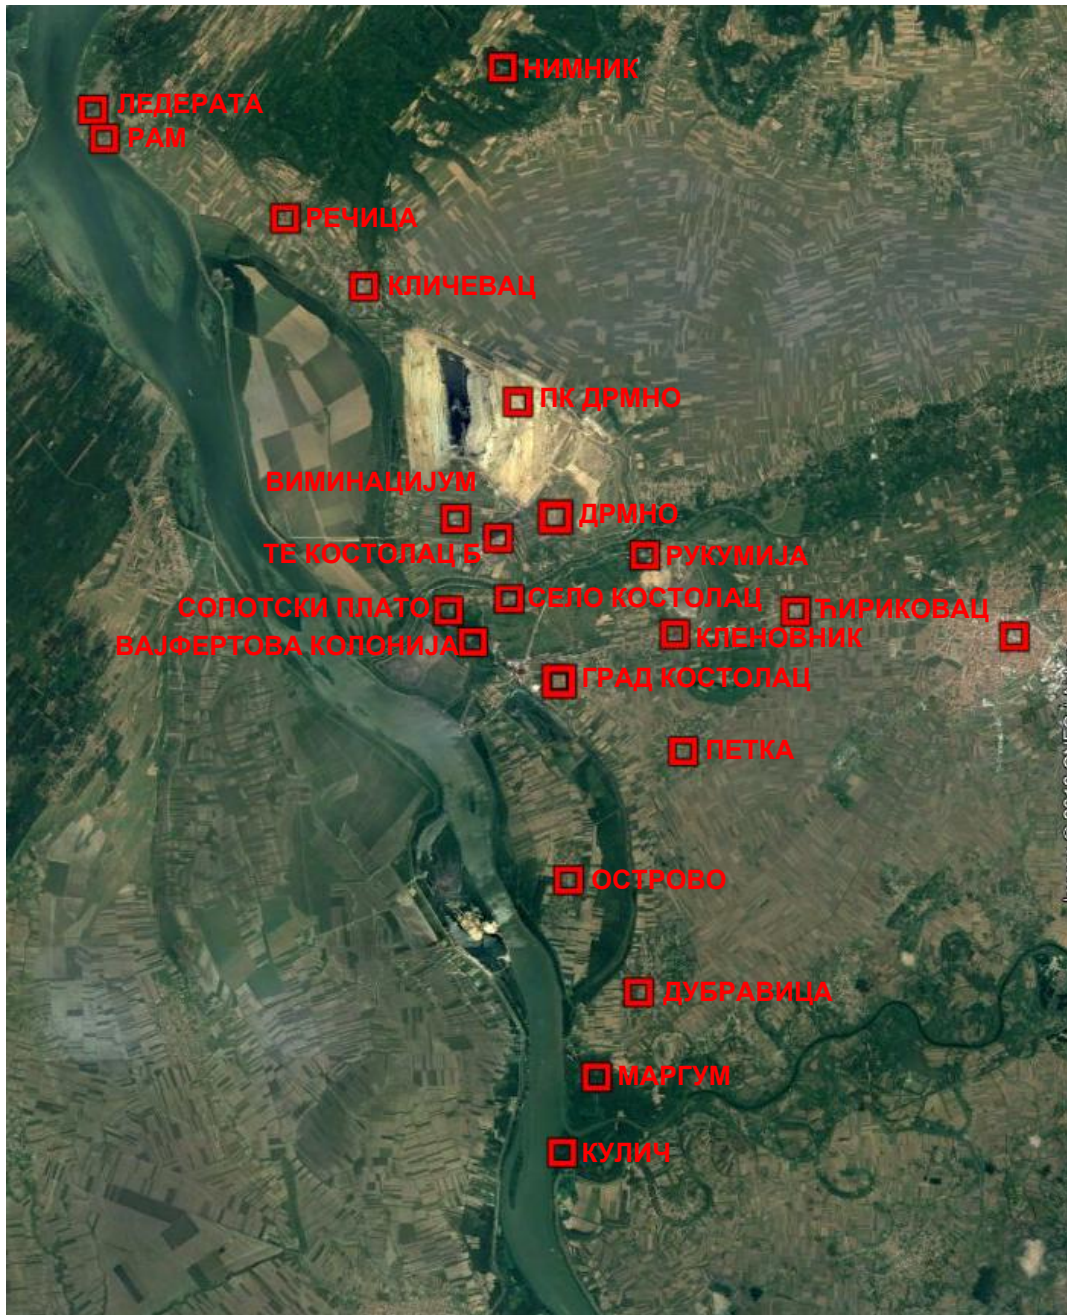 НИМНИК
ЛЕДЕРАТА
РАМ
РЕЧИЦА
КЛИЧЕВАЦ
ПК ДРМНО
ВИМИНАЦИЈУМ
ДРМНО
ТЕ КОСТОЛАЦ Б
РУКУМИЈА
СЕЛО КОСТОЛАЦ
СОПОТСКИ ПЛАТО
ЋИРИКОВАЦ
КЛЕНОВНИК
ВАЈФЕРТОВА КОЛОНИЈА
ГРАД КОСТОЛАЦ
ПЕТКА
ОСТРОВО
ДУБРАВИЦА
МАРГУМ
КУЛИЧ